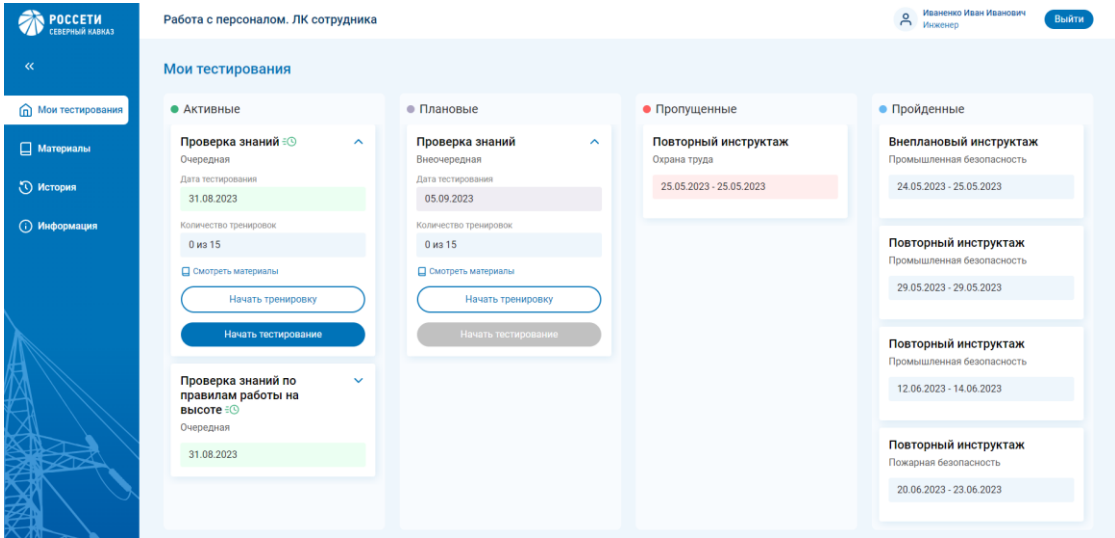 РОССЕТИ
СЕВЕРНЫЙ КАВКАЗ
Работа с персоналом. ЛК сотрудника
Иваненко Иван Иванович
Инженер
Выйти
Мои тестирования
Материалы
История
Информация
Мои тестирования
Активные
Проверка знаний
Очередная
Дата тестирования
31.08.2023
Количество тренировок
0 из 15
Смотреть материалы
Начать тренировку
Начать тестирование
Проверка знаний по
правилам работы на
высоте
Очередная
31.08.2023
Плановые
Проверка знаний
Внеочередная
Дата тестирования
05.09.2023
Количество тренировок
0 из 15
Смотреть материалы
Начать тренировку
Начать тестирование
Пропущенные
Повторный инструктаж
Охрана труда
25.05.2023 - 25.05.2023
Пройденные
Внеплановый инструктаж
Промышленная безопасность
24.05.2023 - 25.05.2023
Повторный инструктаж
Промышленная безопасность
29.05.2023 - 29.05.2023
Повторный инструктаж
Промышленная безопасность
12.06.2023 - 14.06.2023
Повторный инструктаж
Пожарная безопасность
20.06.2023 - 23.06.2023